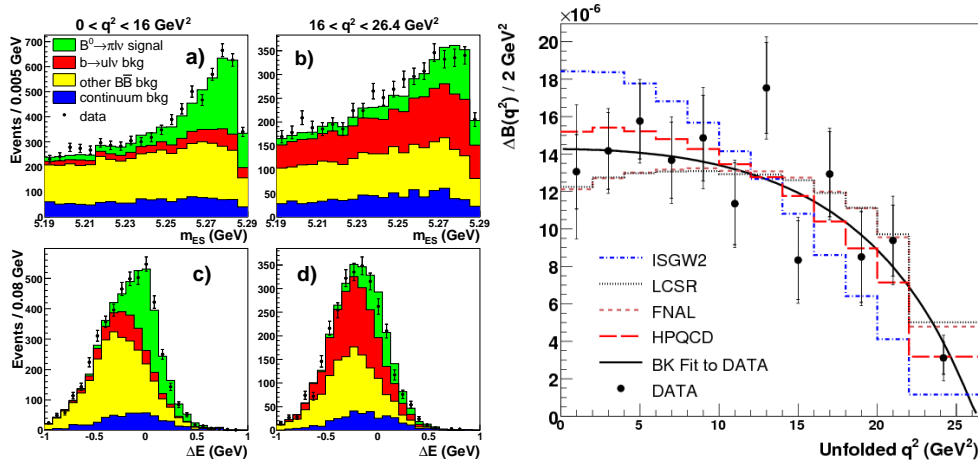 0 < q² < 16 GeV²
16 < q² < 26.4 GeV²
Events / 0.005 GeV
700
600
500
400
300
200
100
0
B⁰→πlν signal
b→ulν bkg
other BB̅ bkg
continuum bkg
data
a)
5.19 5.21 5.23 5.25 5.27 5.29
m_ES (GeV)
350
300
250
200
150
100
50
0
b)
5.19 5.21 5.23 5.25 5.27 5.29
m_ES (GeV)
Events / 0.08 GeV
500
400
300
200
100
0
c)
-1 -0.5 0 0.5 1
ΔE (GeV)
350
300
250
200
150
100
50
0
d)
-1 -0.5 0 0.5 1
ΔE (GeV)
×10⁻⁶
ΔB(q²) / 2 GeV²
20
18
16
14
12
10
8
6
4
2
0
ISGW2
LCSR
FNAL
HPQCD
BK Fit to DATA
DATA
0 5 10 15 20 25
Unfolded q² (GeV²)